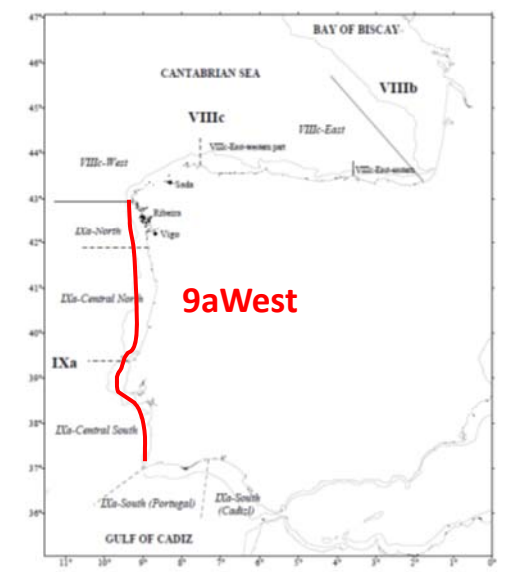 47°
BAY OF BISCAY
46°
CANTABRIAN SEA
VIIIb
45°
VIIIc
VIIIc-East
44°
VIIIc-East-western part
VIIIc-West
VIIIc-East-eastern
Sada
43°
Ribeira
IXa-North
Vigo
42°
41°
IXa-Central North
9aWest
40°
IXa
39°
38°
IXa-Central South
37°
IXa-South (Portugal)
IXa-South
(Cadiz)
36°
GULF OF CADIZ
11° 10° 9° 8° 7° 6° 5° 4° 3° 2° 1° 0°